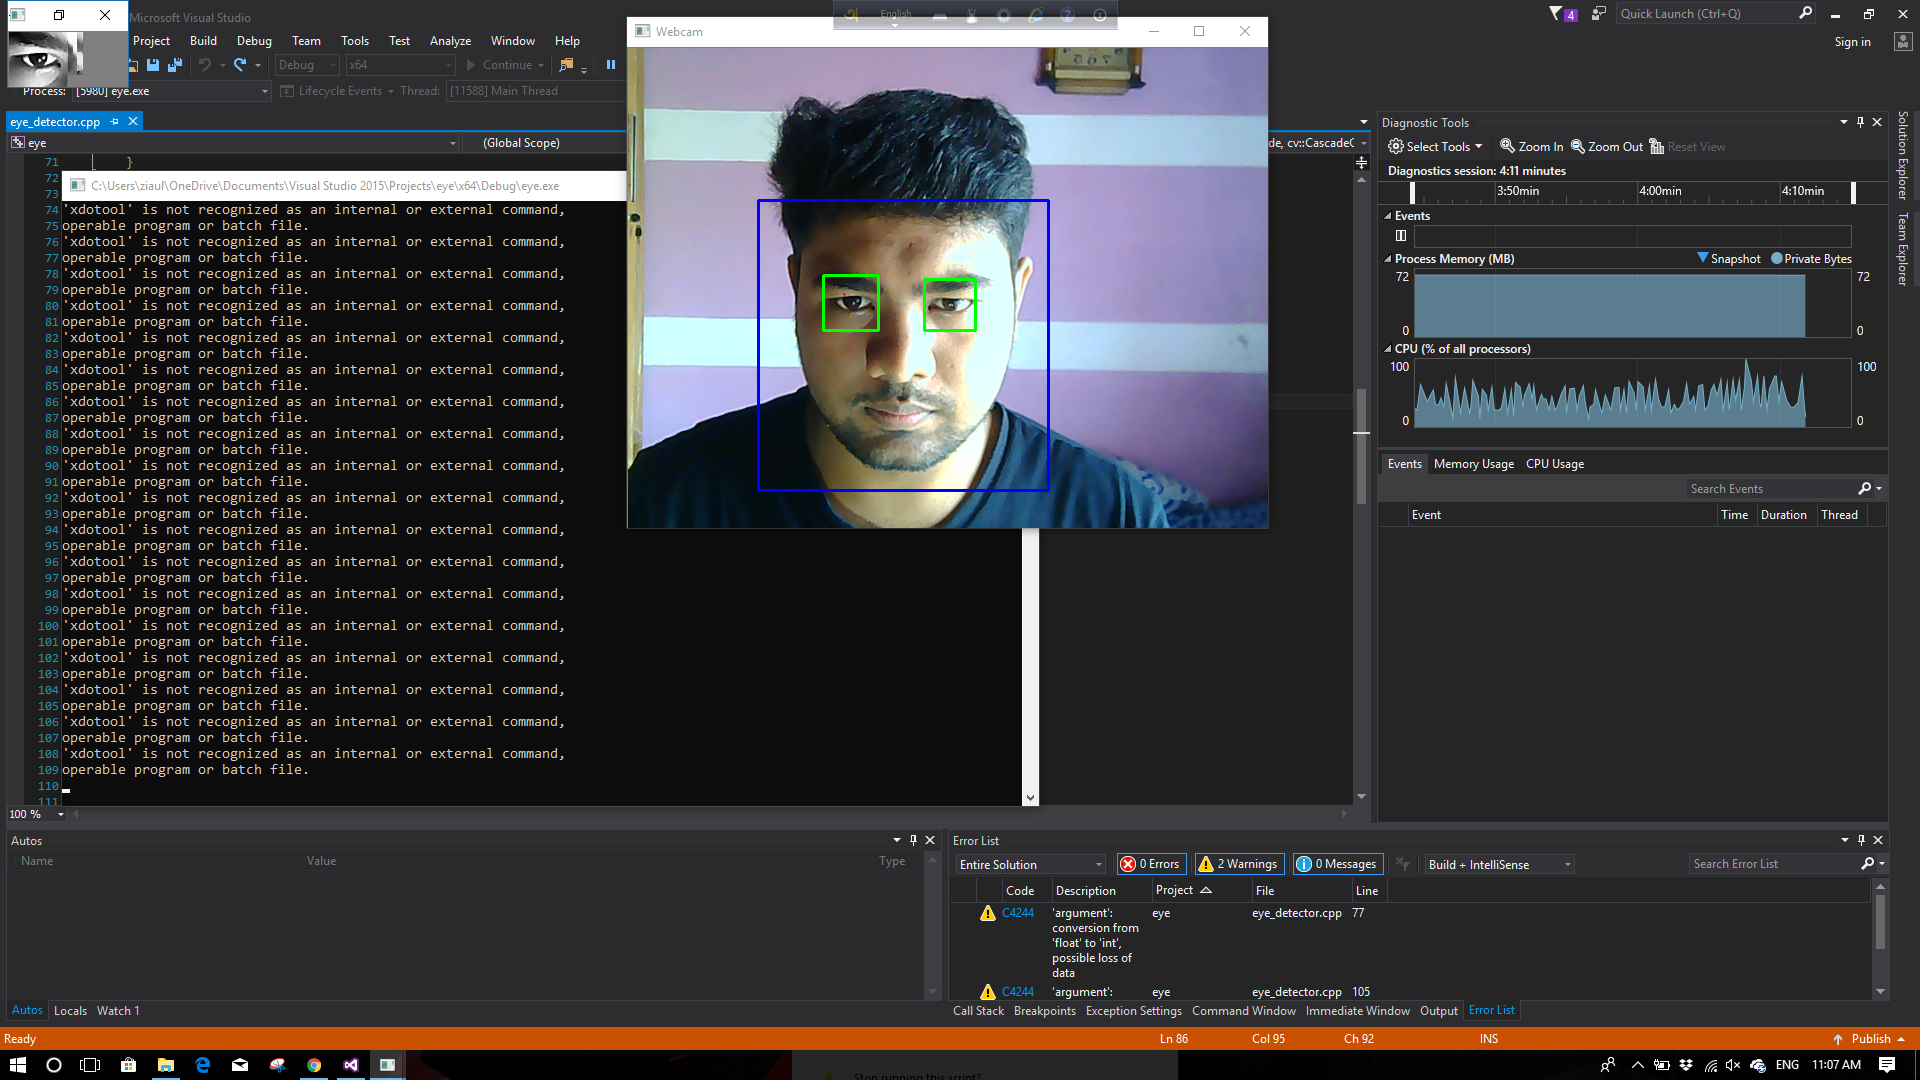 Microsoft Visual Studio
English
4
Quick Launch (Ctrl+Q)
Project Build Debug Team Tools Test Analyze Window Help
Sign in
Debug x64 Continue
Process: [5980] eye.exe Lifecycle Events Thread: [11588] Main Thread
eye_detector.cpp
eye (Global Scope)
de, cv::CascadeC
Webcam
765
C:\Users\ziaul\OneDrive\Documents\Visual Studio 2015\Projects\eye\x64\Debug\eye.exe
71 }
72
73
74 'xdotool' is not recognized as an internal or external command,
75 operable program or batch file.
76 'xdotool' is not recognized as an internal or external command,
77 operable program or batch file.
78 'xdotool' is not recognized as an internal or external command,
79 operable program or batch file.
80 'xdotool' is not recognized as an internal or external command,
81 operable program or batch file.
82 'xdotool' is not recognized as an internal or external command,
83 operable program or batch file.
84 'xdotool' is not recognized as an internal or external command,
85 operable program or batch file.
86 'xdotool' is not recognized as an internal or external command,
87 operable program or batch file.
88 'xdotool' is not recognized as an internal or external command,
89 operable program or batch file.
90 'xdotool' is not recognized as an internal or external command,
91 operable program or batch file.
92 'xdotool' is not recognized as an internal or external command,
93 operable program or batch file.
94 'xdotool' is not recognized as an internal or external command,
95 operable program or batch file.
96 'xdotool' is not recognized as an internal or external command,
97 operable program or batch file.
98 'xdotool' is not recognized as an internal or external command,
99 operable program or batch file.
100 'xdotool' is not recognized as an internal or external command,
101 operable program or batch file.
102 'xdotool' is not recognized as an internal or external command,
103 operable program or batch file.
104 'xdotool' is not recognized as an internal or external command,
105 operable program or batch file.
106 'xdotool' is not recognized as an internal or external command,
107 operable program or batch file.
108 'xdotool' is not recognized as an internal or external command,
109 operable program or batch file.
110
111
100 %
Diagnostic Tools
Select Tools Zoom In Zoom Out Reset View
Diagnostics session: 4:11 minutes
3:50min 4:00min 4:10min
Events
Process Memory (MB) Snapshot Private Bytes
72 72
0 0
CPU (% of all processors)
100 100
0 0
Events Memory Usage CPU Usage
Search Events
Event Time Duration Thread
Solution Explorer
Team Explorer
Autos
Name Value Type
Autos Locals Watch 1
Error List
Entire Solution 0 Errors 2 Warnings 0 Messages Build + IntelliSense Search Error List
Code Description Project File Line
C4244 'argument': eye eye_detector.cpp 77
conversion from
'float' to 'int',
possible loss of
data
C4244 'argument': eye eye_detector.cpp 105
Call Stack Breakpoints Exception Settings Command Window Immediate Window Output Error List
Ready Ln 86 Col 95 Ch 92 INS Publish
Stop running this script?
ENG 11:07 AM